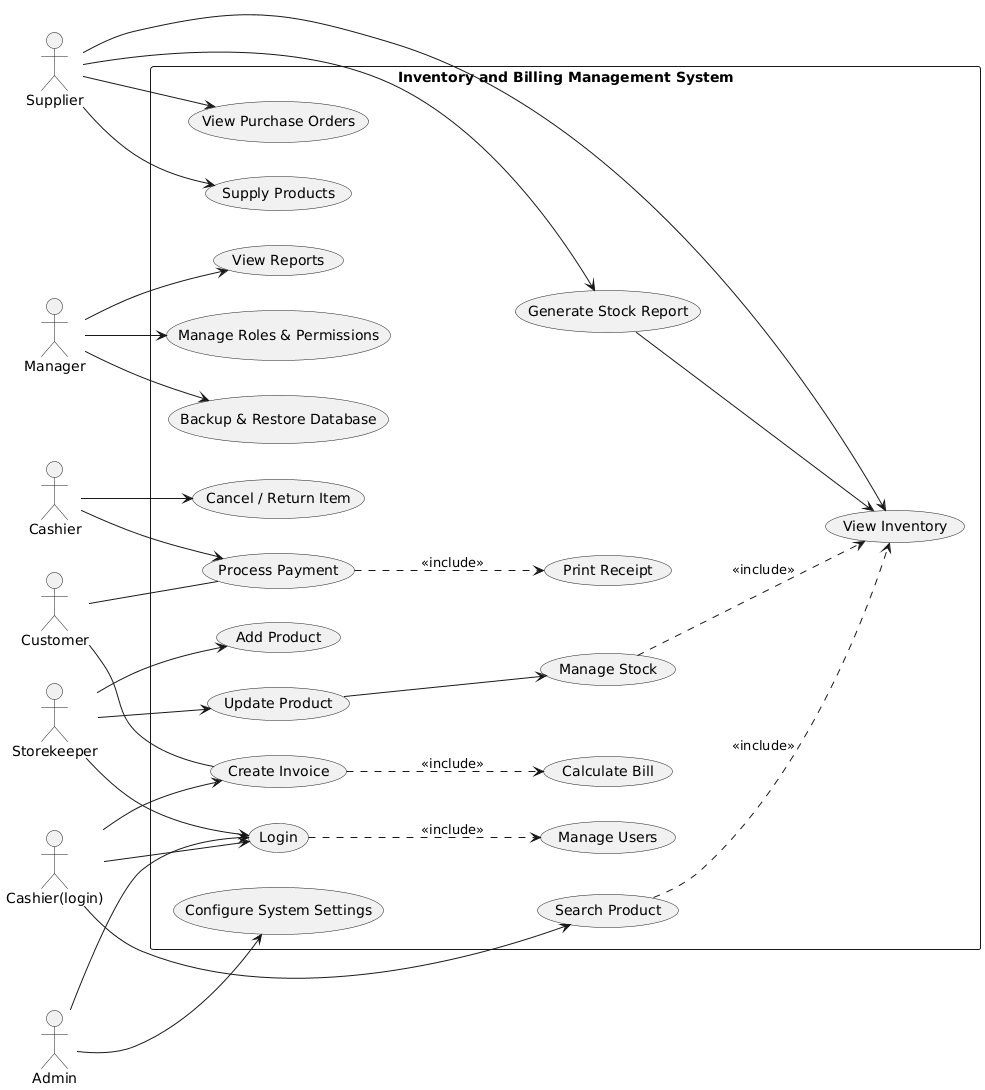 Inventory and Billing Management System
Supplier
View Purchase Orders
Supply Products
View Reports
Generate Stock Report
Manage Roles & Permissions
Manager
Backup & Restore Database
Cancel / Return Item
Cashier
View Inventory
Process Payment
«include»
Print Receipt
«include»
Customer
Add Product
Manage Stock
Update Product
Storekeeper
«include»
Create Invoice
«include»
Calculate Bill
Login
«include»
Manage Users
Cashier(login)
Configure System Settings
Search Product
Admin